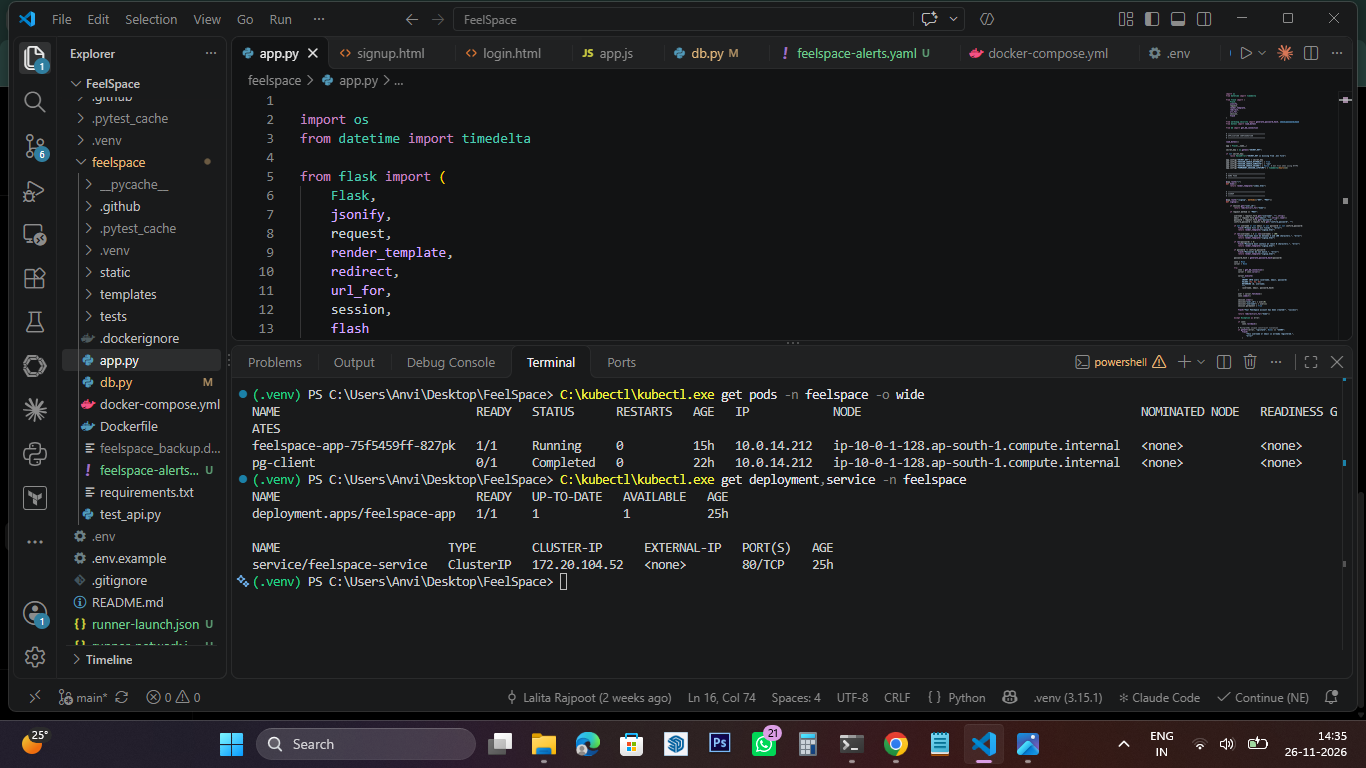 File Edit Selection View Go Run ··· FeelSpace
Explorer ···
FeelSpace
.github
.pytest_cache
.venv
feelspace
__pycache__
.github
.pytest_cache
.venv
static
templates
tests
.dockerignore
app.py
db.py M
docker-compose.yml
Dockerfile
feelspace_backup.d...
feelspace-alerts... U
requirements.txt
test_api.py
.env
.env.example
.gitignore
README.md
runner-launch.json U
Timeline
1
6
1
app.py signup.html login.html app.js db.py M feelspace-alerts.yaml U docker-compose.yml .env
feelspace > app.py > ...
1
2 import os
3 from datetime import timedelta
4
5 from flask import (
6 Flask,
7 jsonify,
8 request,
9 render_template,
10 redirect,
11 url_for,
12 session,
13 flash
Problems Output Debug Console Terminal Ports powershell
(.venv) PS C:\Users\Anvi\Desktop\FeelSpace> C:\kubectl\kubectl.exe get pods -n feelspace -o wide
NAME READY STATUS RESTARTS AGE IP NODE NOMINATED NODE READINESS G
ATES
feelspace-app-75f5459ff-827pk 1/1 Running 0 15h 10.0.14.212 ip-10-0-1-128.ap-south-1.compute.internal <none> <none>
pg-client 0/1 Completed 0 22h 10.0.14.212 ip-10-0-1-128.ap-south-1.compute.internal <none> <none>
(.venv) PS C:\Users\Anvi\Desktop\FeelSpace> C:\kubectl\kubectl.exe get deployment,service -n feelspace
NAME READY UP-TO-DATE AVAILABLE AGE
deployment.apps/feelspace-app 1/1 1 1 25h
NAME TYPE CLUSTER-IP EXTERNAL-IP PORT(S) AGE
service/feelspace-service ClusterIP 172.20.104.52 <none> 80/TCP 25h
(.venv) PS C:\Users\Anvi\Desktop\FeelSpace>
main* 0 0 Lalita Rajpoot (2 weeks ago) Ln 16, Col 74 Spaces: 4 UTF-8 CRLF {} Python .venv (3.15.1) Claude Code Continue (NE)
25° Search Ps 21 ENG 14:35
IN 26-11-2026